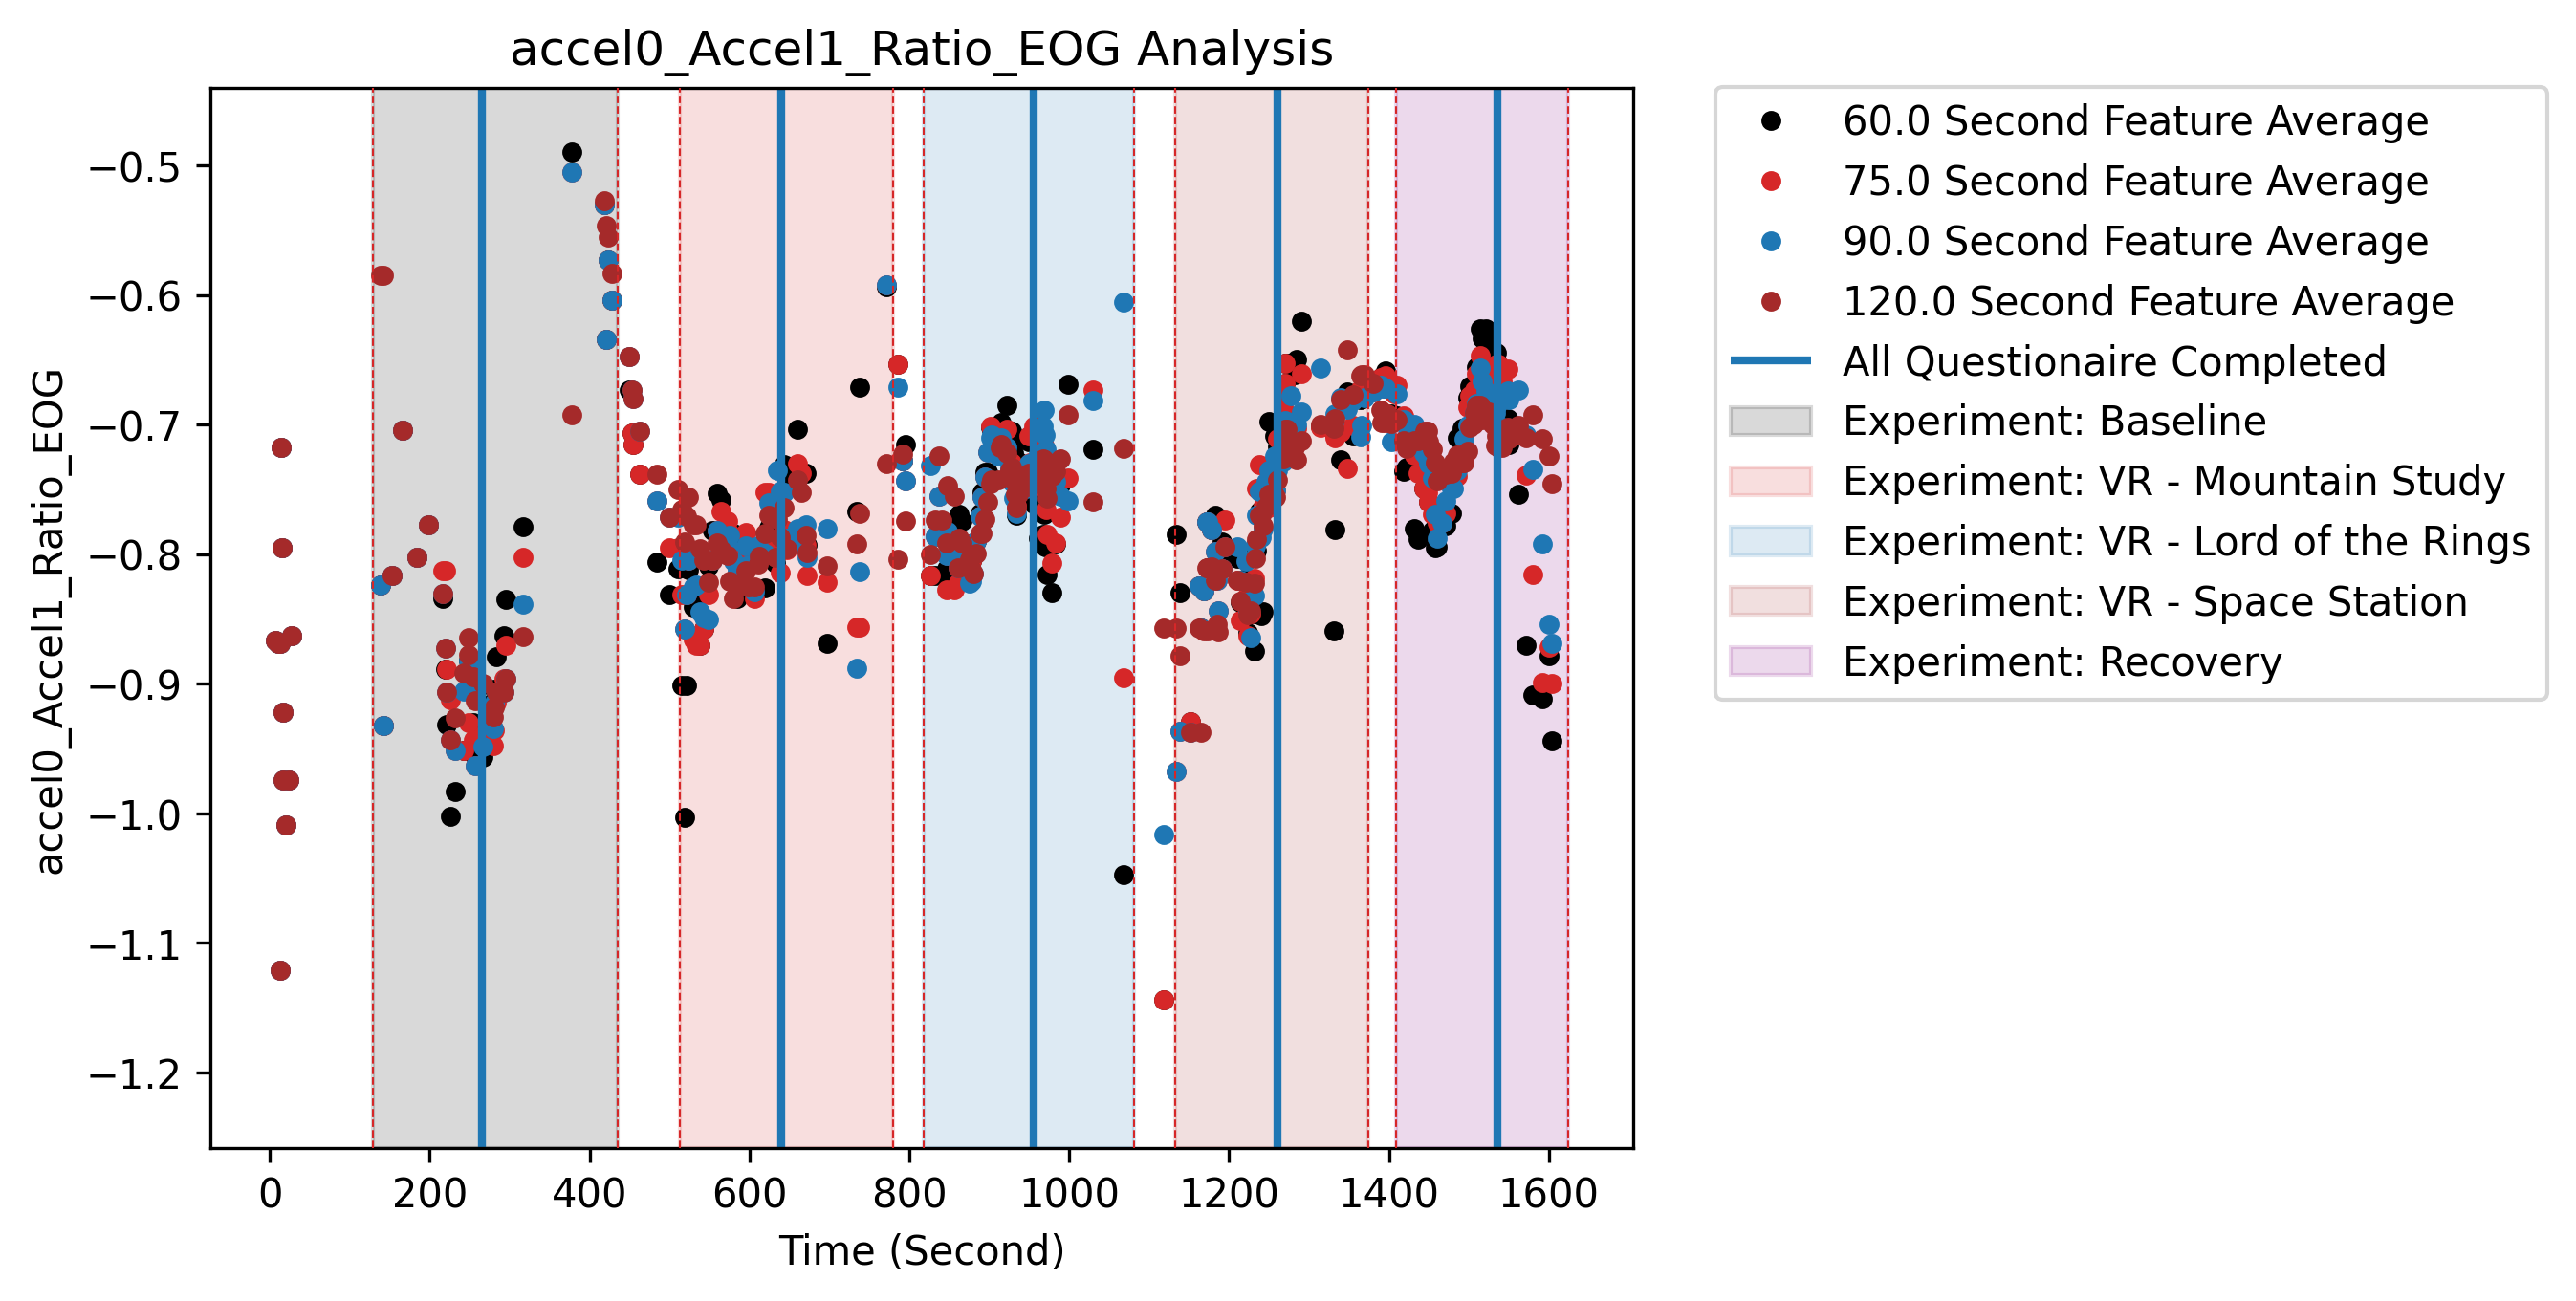 accel0_Accel1_Ratio_EOG Analysis
accel0_Accel1_Ratio_EOG
−0.5
−0.6
−0.7
−0.8
−0.9
−1.0
−1.1
−1.2
0 200 400 600 800 1000 1200 1400 1600
Time (Second)
60.0 Second Feature Average
75.0 Second Feature Average
90.0 Second Feature Average
120.0 Second Feature Average
All Questionaire Completed
Experiment: Baseline
Experiment: VR - Mountain Study
Experiment: VR - Lord of the Rings
Experiment: VR - Space Station
Experiment: Recovery